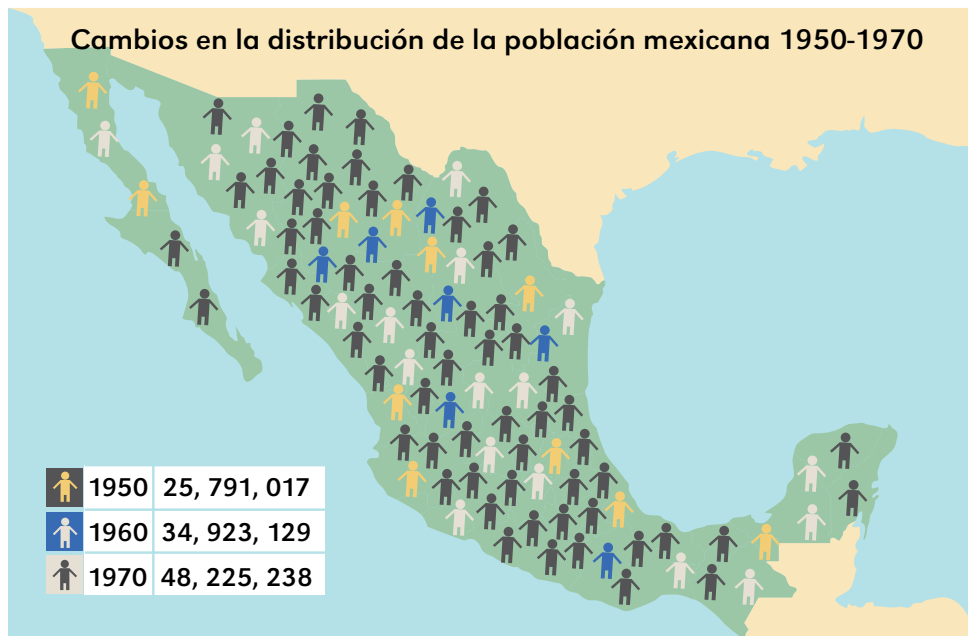 Cambios en la distribución de la población mexicana 1950-1970
1950 25, 791, 017
1960 34, 923, 129
1970 48, 225, 238